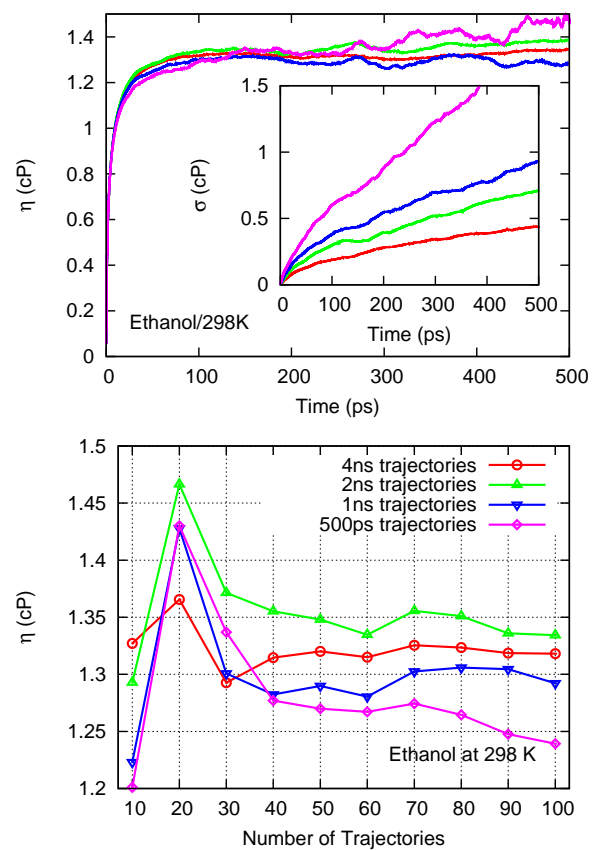 η (cP)
1.4
1.2
1
0.8
0.6
0.4
0.2
0
0 100 200 300 400 500
Time (ps)
Ethanol/298K
σ (cP)
1.5
1
0.5
0
0 100 200 300 400 500
Time (ps)
η (cP)
1.5
1.45
1.4
1.35
1.3
1.25
1.2
10 20 30 40 50 60 70 80 90 100
Number of Trajectories
4ns trajectories
2ns trajectories
1ns trajectories
500ps trajectories
Ethanol at 298 K